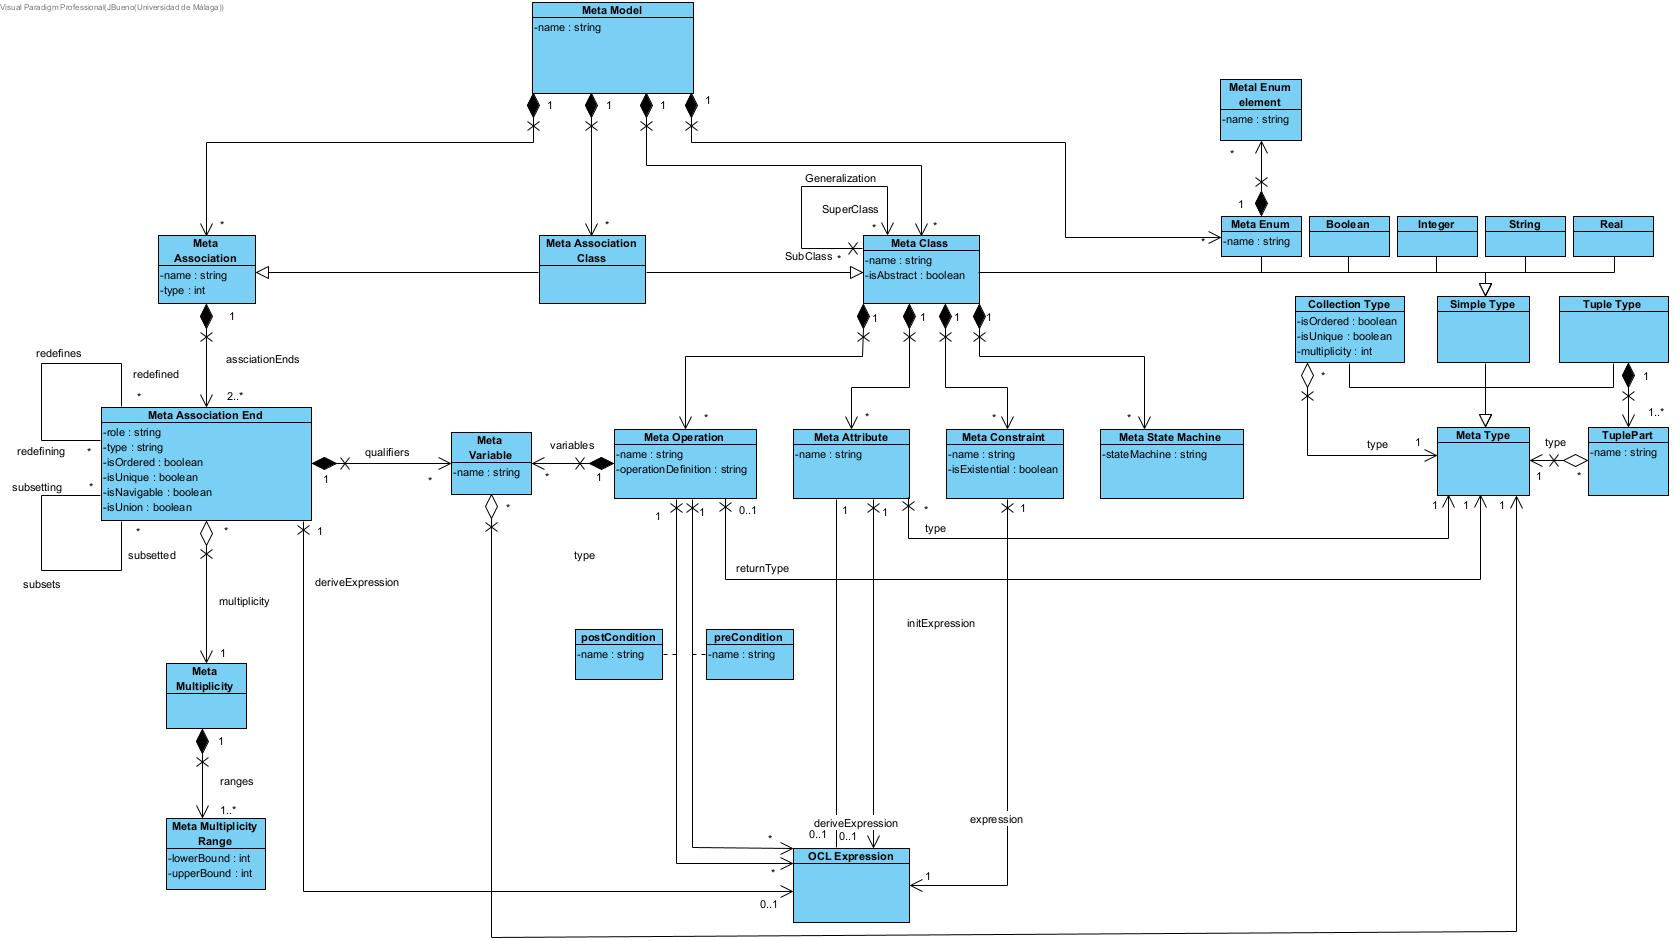 Visual Paradigm Professional(JBueno(Universidad de Málaga))
Meta Model
-name : string
1
1
1
1
Metal Enum
element
-name : string
*
1
Generalization
SuperClass
*
SubClass *
*
*
*
*
Meta
Association
-name : string
-type : int
Meta Association
Class
Meta Class
-name : string
-isAbstract : boolean
Meta Enum
-name : string
Boolean
Integer
String
Real
Collection Type
-isOrdered : boolean
-isUnique : boolean
-multiplicity : int
Simple Type
Tuple Type
1
1
1
1
1
*
1
1..*
redefines
redefined
*
assciationEnds
2..*
Meta Association End
-role : string
-type : string
-isOrdered : boolean
-isUnique : boolean
-isNavigable : boolean
-isUnion : boolean
redefining *
subsetting *
*
subsetted
subsets
*
qualifiers
1
*
Meta
Variable
-name : string
*
variables
*
1
*
*
*
*
Meta Operation
-name : string
-operationDefinition : string
Meta Attribute
-name : string
Meta Constraint
-name : string
-isExistential : boolean
Meta State Machine
-stateMachine : string
type
1
Meta Type
type
1
*
TuplePart
-name : string
1
1
1
1
1
0..1
1
1
*
1
type
1
deriveExpression
type
returnType
multiplicity
1
initExpression
postCondition
-name : string
preCondition
-name : string
Meta
Multiplicity
1
ranges
1..*
Meta Multiplicity
Range
-lowerBound : int
-upperBound : int
deriveExpression
0..1
0..1
expression
*
*
0..1
1
OCL Expression